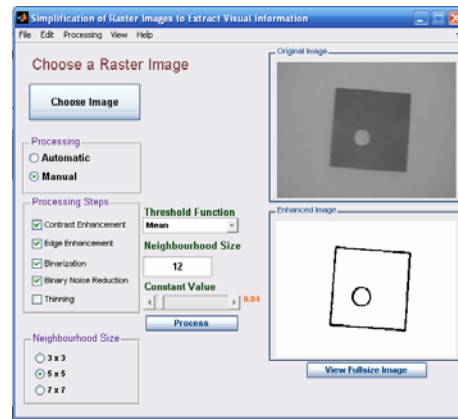 Simplification of Raster Images to Extract Visual Information
File Edit Processing View Help
Choose a Raster Image
Choose Image
Processing
Automatic
Manual
Processing Steps
Contrast Enhancement
Edge Enhancement
Binarization
Binary Noise Reduction
Thinning
Threshold Function
Mean
Neighbourhood Size
12
Constant Value
0.04
Process
Neighbourhood Size
3 x 3
5 x 5
7 x 7
Original Image
Enhanced Image
View Fullsize Image